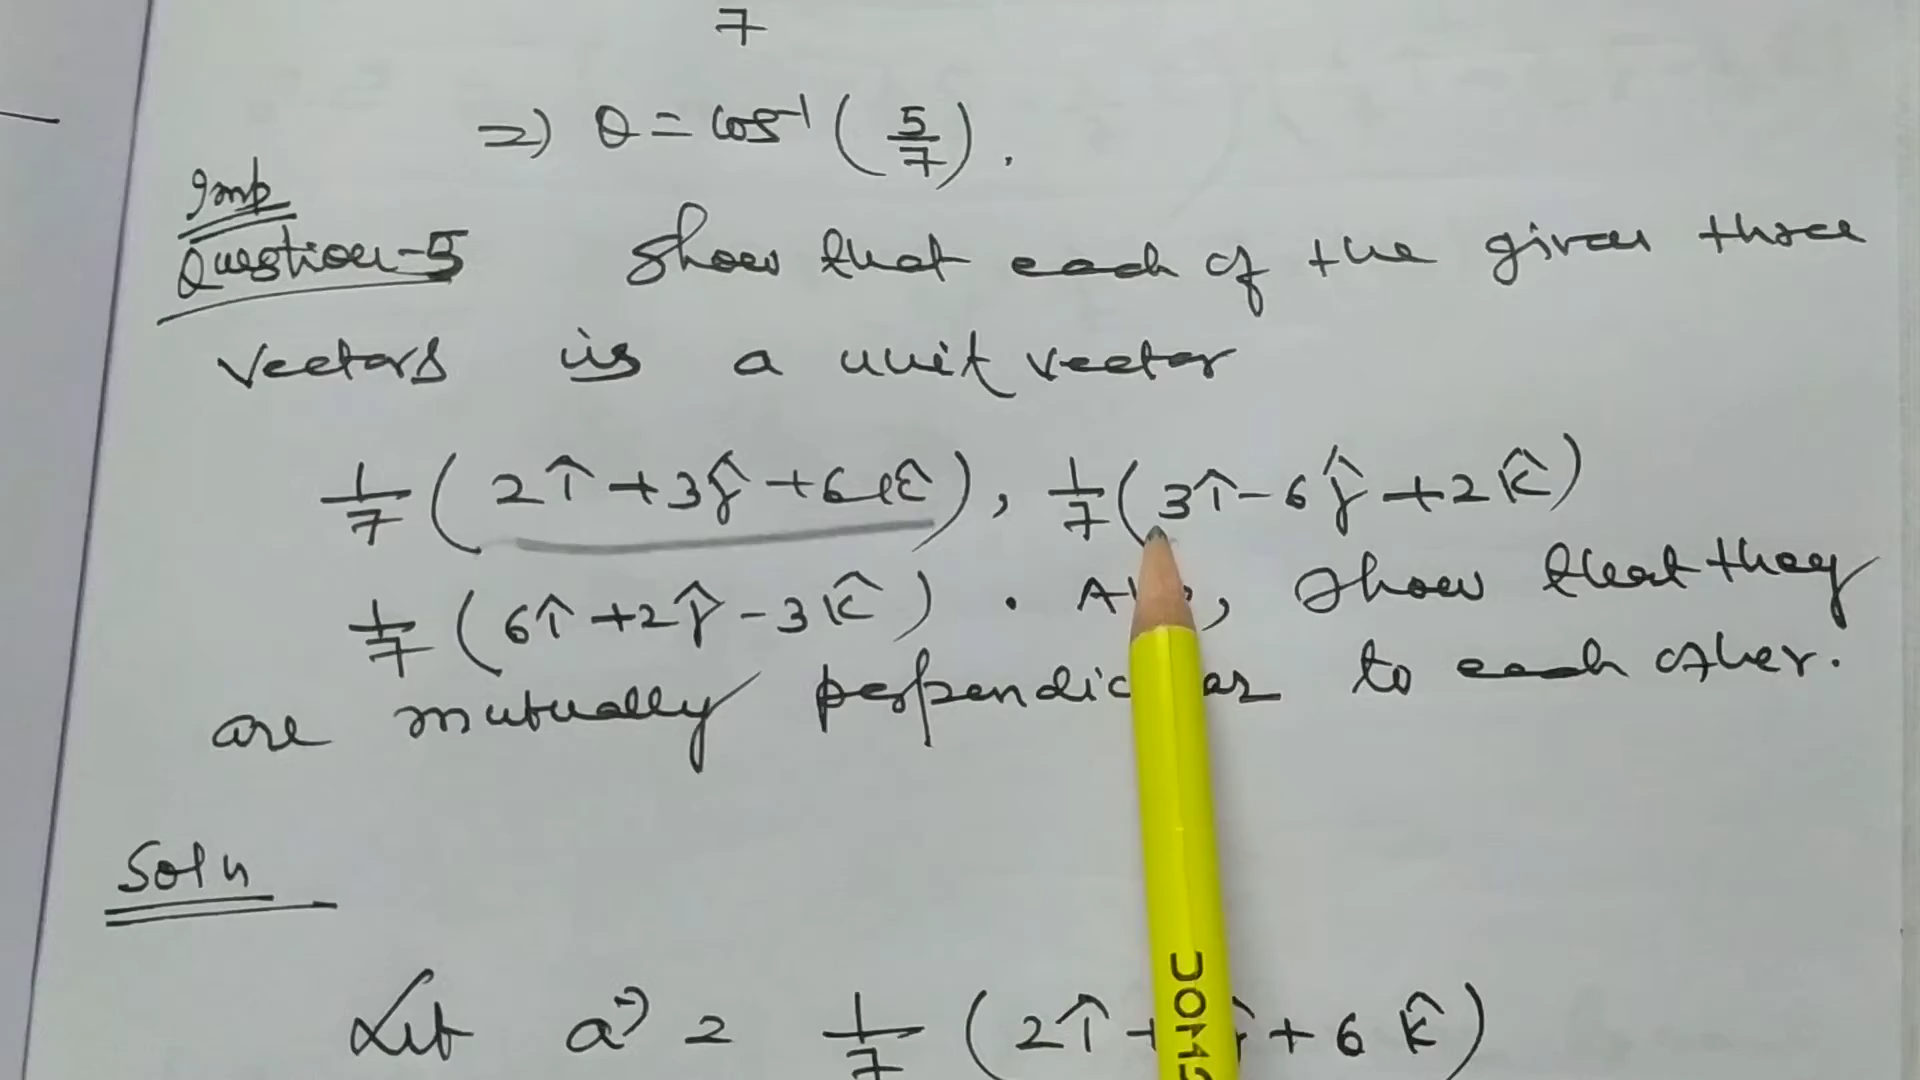 7
=) θ = cos⁻¹ ( 5/7 ) .
Imp
Question-5 Show that each of the given three
vectors is a unit vector
1/7 ( 2î + 3ĵ + 6k̂ ) , 1/7 ( 3î - 6ĵ + 2k̂ )
1/7 ( 6î + 2ĵ - 3k̂ ) . , show that they
are mutually to each other.
Soln
Let a⃗ = 1/7 ( 2î + + 6 k̂ )
DOMS